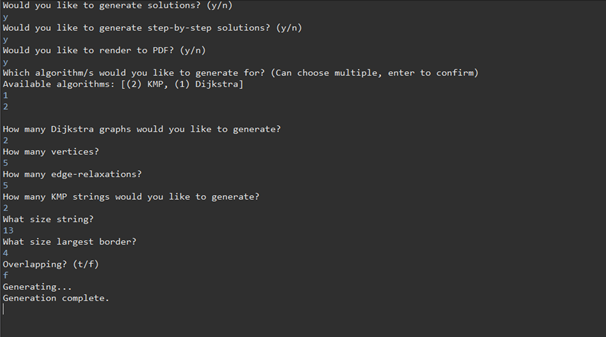 Would you like to generate solutions? (y/n)
y
Would you like to generate step-by-step solutions? (y/n)
y
Would you like to render to PDF? (y/n)
y
Which algorithm/s would you like to generate for? (Can choose multiple, enter to confirm)
Available algorithms: [(2) KMP, (1) Dijkstra]
1
2
How many Dijkstra graphs would you like to generate?
2
How many vertices?
5
How many edge-relaxations?
5
How many KMP strings would you like to generate?
2
What size string?
13
What size largest border?
4
Overlapping? (t/f)
f
Generating...
Generation complete.